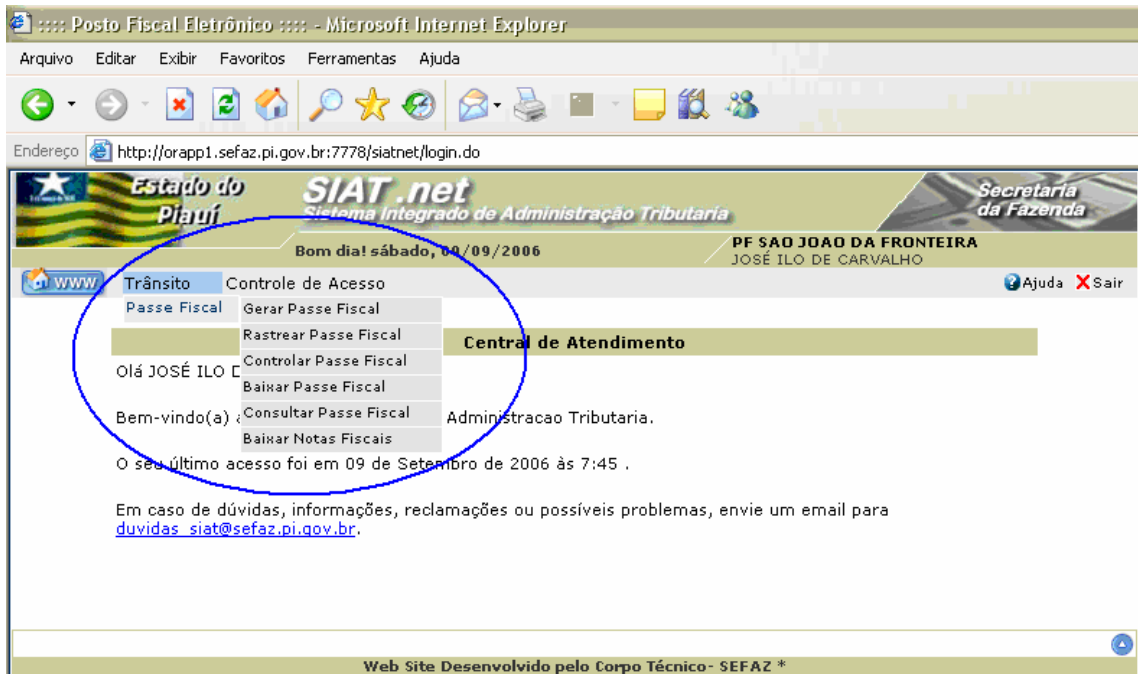 :::: Posto Fiscal Eletrônico :::: - Microsoft Internet Explorer
Arquivo Editar Exibir Favoritos Ferramentas Ajuda
Endereço http://orapp1.sefaz.pi.gov.br:7778/siatnet/login.do
Estado do Piauí
SIAT.net
Sistema Integrado de Administração Tributaria
Secretaria da Fazenda
Bom dia! sábado, 09/09/2006
PF SAO JOAO DA FRONTEIRA
JOSÉ ILO DE CARVALHO
www Trânsito Controle de Acesso Ajuda Sair
Passe Fiscal Gerar Passe Fiscal
Rastrear Passe Fiscal
Central de Atendimento
Controlar Passe Fiscal
Olá JOSÉ ILO D
Baixar Passe Fiscal
Bem-vindo(a) Consultar Passe Fiscal Administracao Tributaria.
Baixar Notas Fiscais
O seu último acesso foi em 09 de Setembro de 2006 às 7:45 .
Em caso de dúvidas, informações, reclamações ou possíveis problemas, envie um email para
duvidas_siat@sefaz.pi.gov.br.
Web Site Desenvolvido pelo Corpo Técnico- SEFAZ *